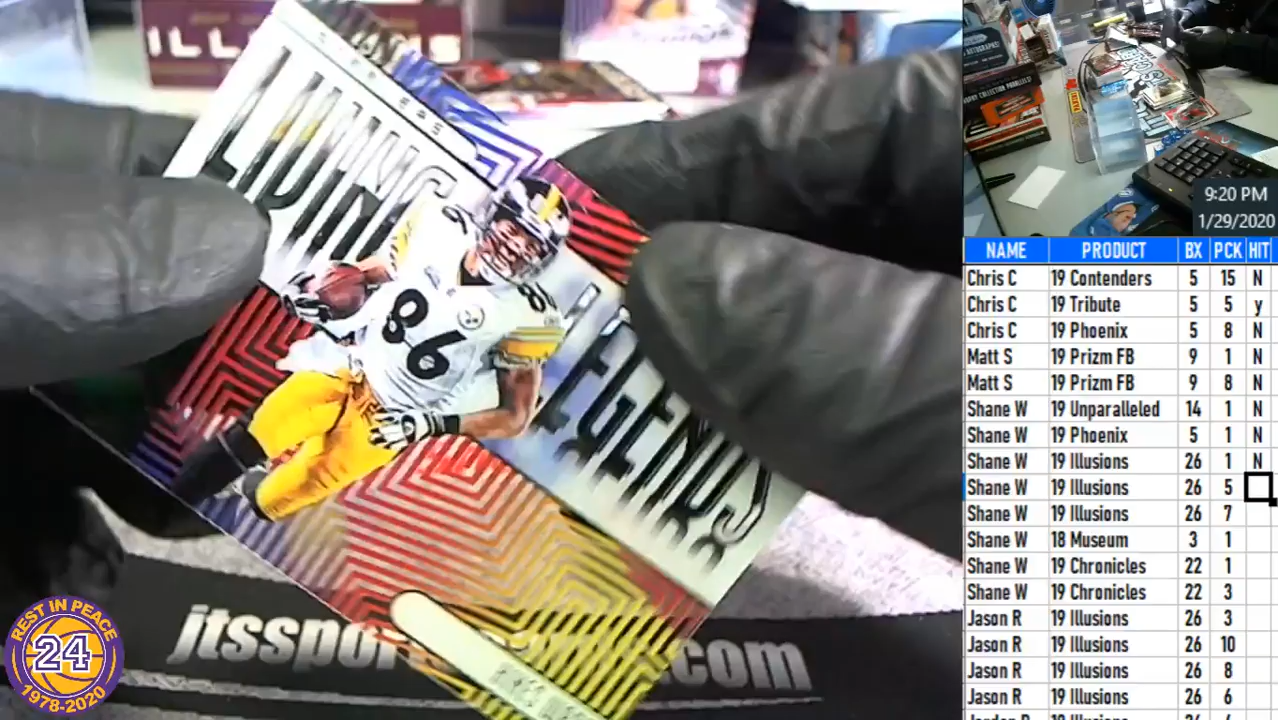 ILL
LIVING
LEGENDS
86
86
jtssports
com
REST IN PEACE
24
1978-2020
9:20 PM
1/29/2020
NAME PRODUCT BX PCK HIT
Chris C 19 Contenders 5 15 N
Chris C 19 Tribute 5 5 y
Chris C 19 Phoenix 5 8 N
Matt S 19 Prizm FB 9 1 N
Matt S 19 Prizm FB 9 8 N
Shane W 19 Unparalleled 14 1 N
Shane W 19 Phoenix 5 1 N
Shane W 19 Illusions 26 1 N
Shane W 19 Illusions 26 5
Shane W 19 Illusions 26 7
Shane W 18 Museum 3 1
Shane W 19 Chronicles 22 1
Shane W 19 Chronicles 22 3
Jason R 19 Illusions 26 3
Jason R 19 Illusions 26 10
Jason R 19 Illusions 26 8
Jason R 19 Illusions 26 6